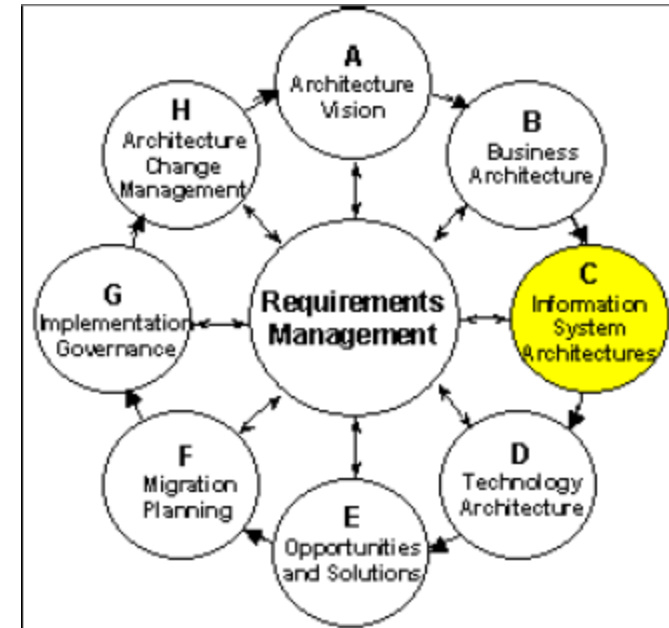 A
Architecture
Vision
B
Business
Architecture
C
Information
System
Architectures
D
Technology
Architecture
E
Opportunities
and Solutions
F
Migration
Planning
G
Implementation
Governance
H
Architecture
Change
Management
Requirements
Management